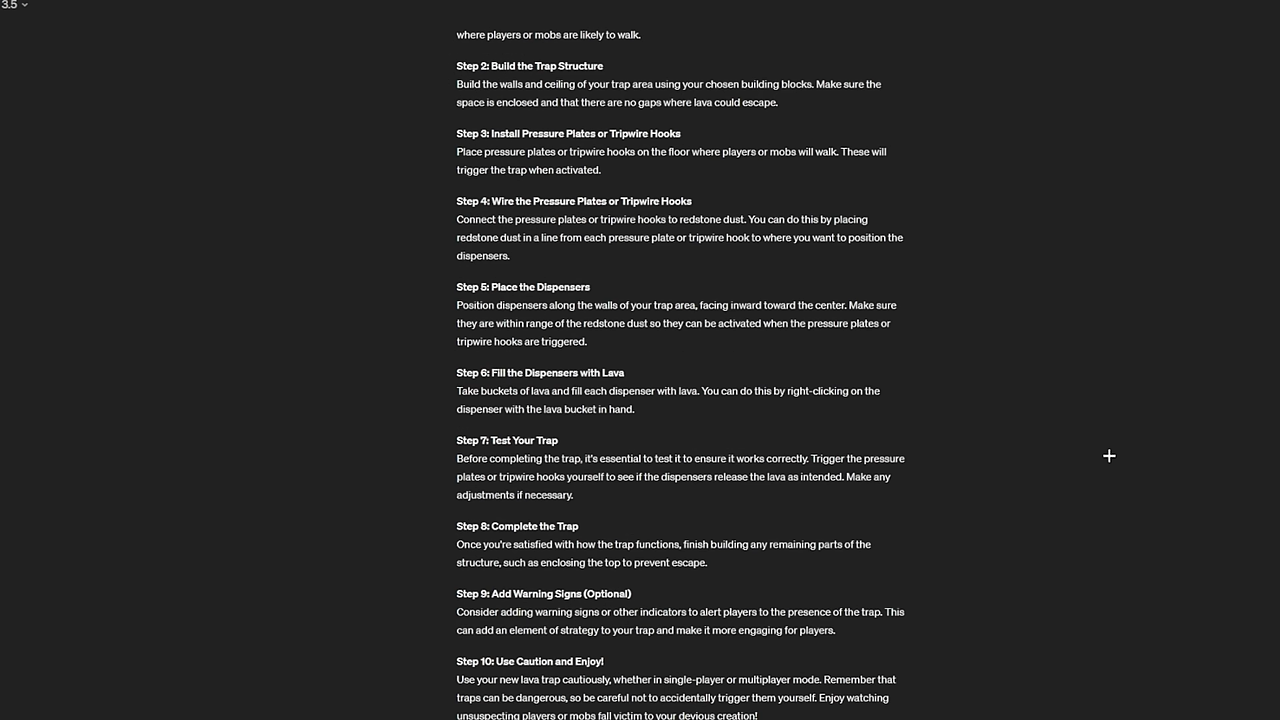 3.5
where players or mobs are likely to walk.
Step 2: Build the Trap Structure
Build the walls and ceiling of your trap area using your chosen building blocks. Make sure the
space is enclosed and that there are no gaps where lava could escape.
Step 3: Install Pressure Plates or Tripwire Hooks
Place pressure plates or tripwire hooks on the floor where players or mobs will walk. These will
trigger the trap when activated.
Step 4: Wire the Pressure Plates or Tripwire Hooks
Connect the pressure plates or tripwire hooks to redstone dust. You can do this by placing
redstone dust in a line from each pressure plate or tripwire hook to where you want to position the
dispensers.
Step 5: Place the Dispensers
Position dispensers along the walls of your trap area, facing inward toward the center. Make sure
they are within range of the redstone dust so they can be activated when the pressure plates or
tripwire hooks are triggered.
Step 6: Fill the Dispensers with Lava
Take buckets of lava and fill each dispenser with lava. You can do this by right-clicking on the
dispenser with the lava bucket in hand.
Step 7: Test Your Trap
Before completing the trap, it's essential to test it to ensure it works correctly. Trigger the pressure
plates or tripwire hooks yourself to see if the dispensers release the lava as intended. Make any
adjustments if necessary.
Step 8: Complete the Trap
Once you're satisfied with how the trap functions, finish building any remaining parts of the
structure, such as enclosing the top to prevent escape.
Step 9: Add Warning Signs (Optional)
Consider adding warning signs or other indicators to alert players to the presence of the trap. This
can add an element of strategy to your trap and make it more engaging for players.
Step 10: Use Caution and Enjoy!
Use your new lava trap cautiously, whether in single-player or multiplayer mode. Remember that
traps can be dangerous, so be careful not to accidentally trigger them yourself. Enjoy watching
unsuspecting players or mobs fall victim to your devious creation!